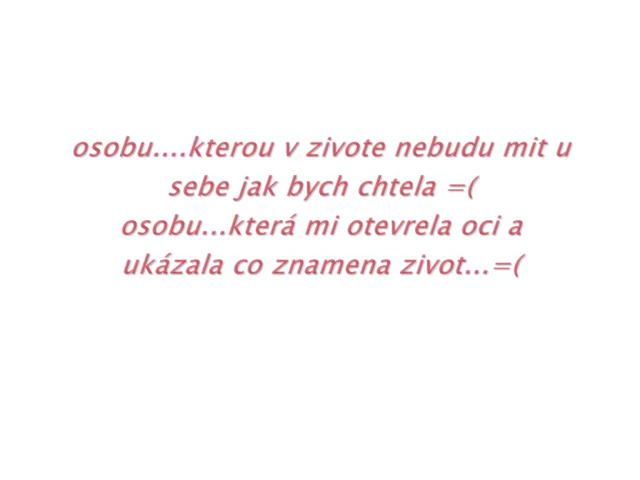 osobu....kterou v zivote nebudu mit u
sebe jak bych chtela =(
osobu...která mi otevrela oci a
ukázala co znamena zivot...=(